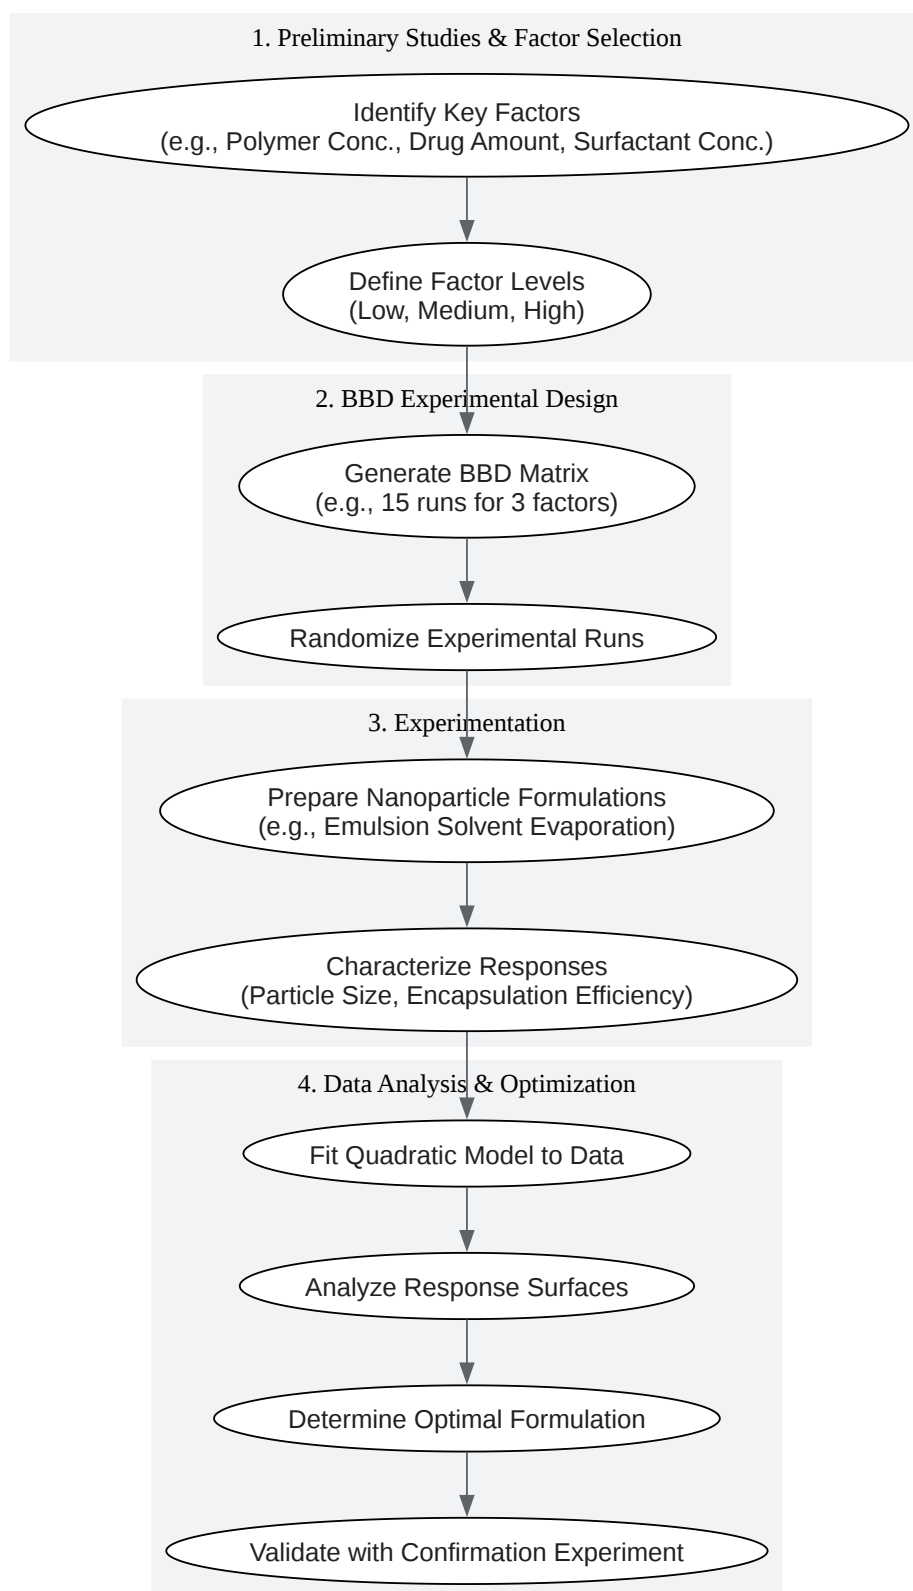 1. Preliminary Studies & Factor Selection
Identify Key Factors
(e.g., Polymer Conc., Drug Amount, Surfactant Conc.)
Define Factor Levels
(Low, Medium, High)
2. BBD Experimental Design
Generate BBD Matrix
(e.g., 15 runs for 3 factors)
Randomize Experimental Runs
3. Experimentation
Prepare Nanoparticle Formulations
(e.g., Emulsion Solvent Evaporation)
Characterize Responses
(Particle Size, Encapsulation Efficiency)
4. Data Analysis & Optimization
Fit Quadratic Model to Data
Analyze Response Surfaces
Determine Optimal Formulation
Validate with Confirmation Experiment